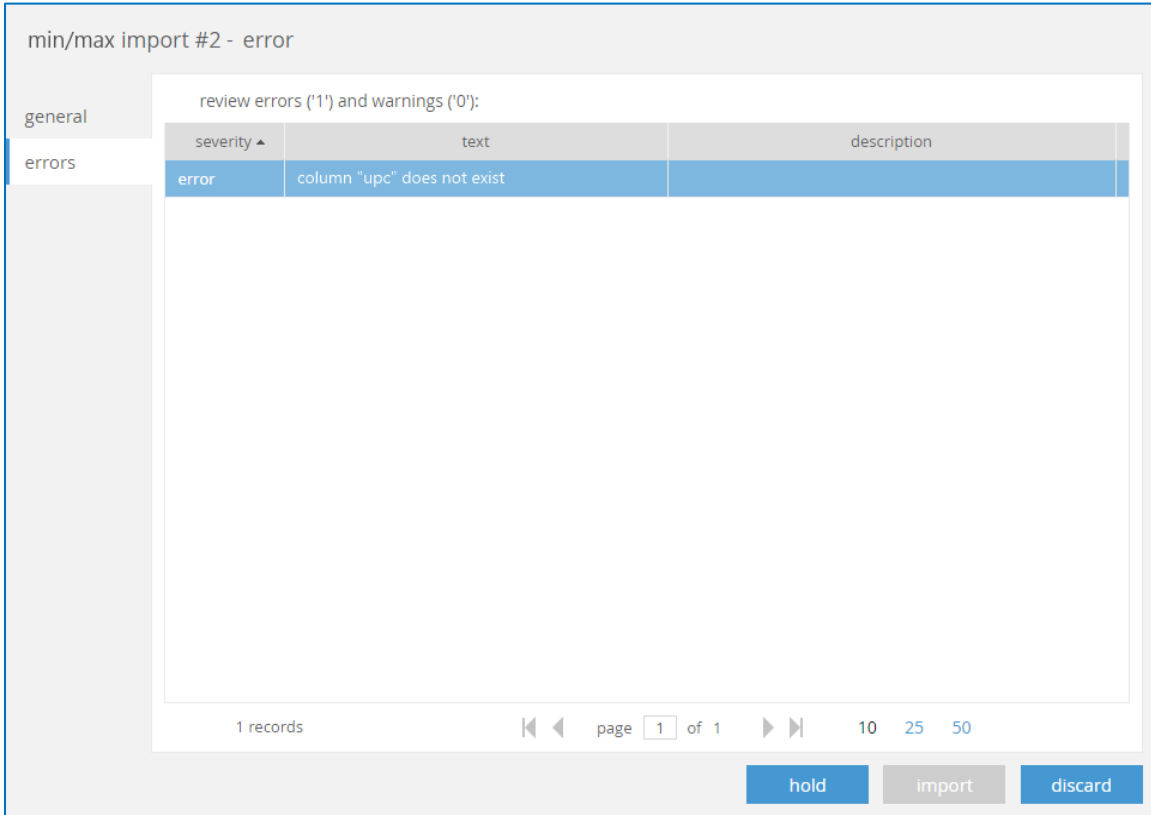 min/max import #2 - error
general
errors
review errors ('1') and warnings ('0'):
severity text description
error column "upc" does not exist
1 records page 1 of 1 10 25 50
hold import discard